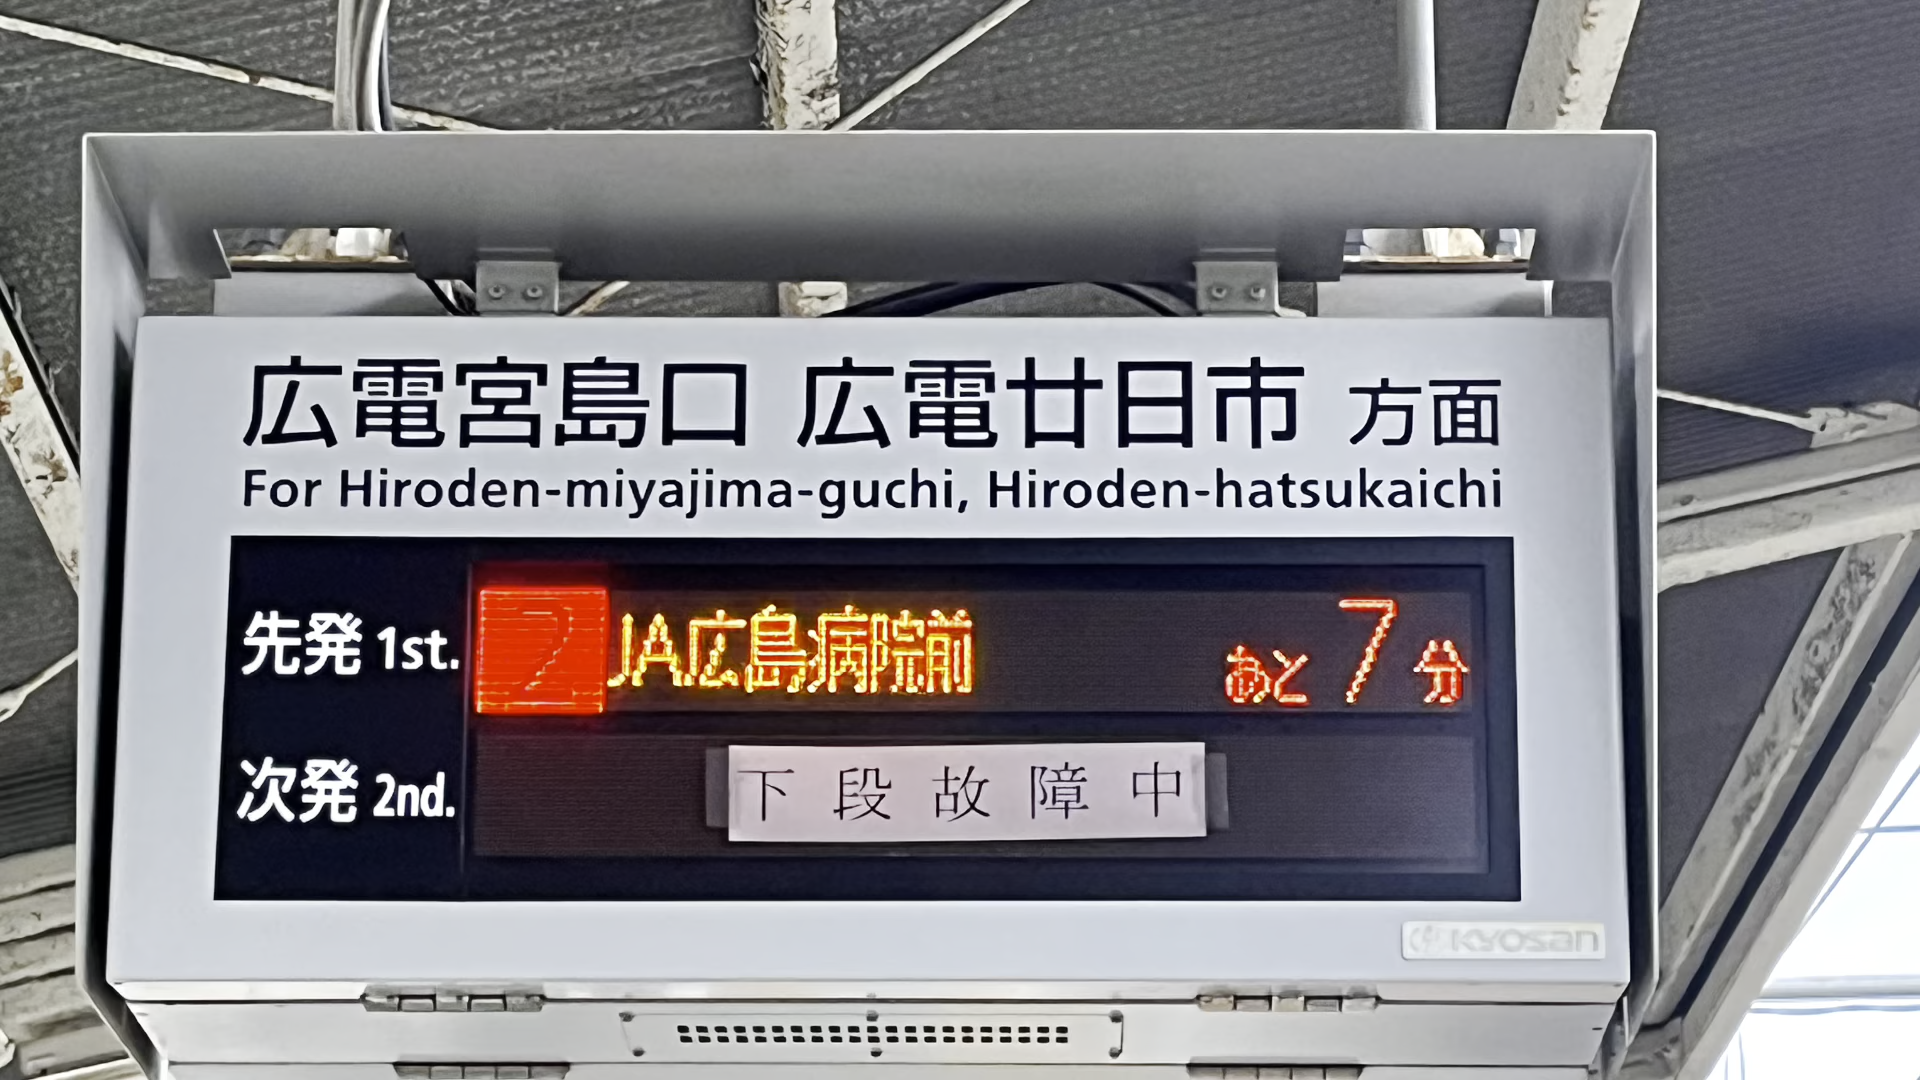 広電宮島口 広電廿日市 方面
For Hiroden-miyajima-guchi, Hiroden-hatsukaichi
先発 1st. 2 JA広島病院前 あと 7 分
次発 2nd. 下段故障中
KYOSAN